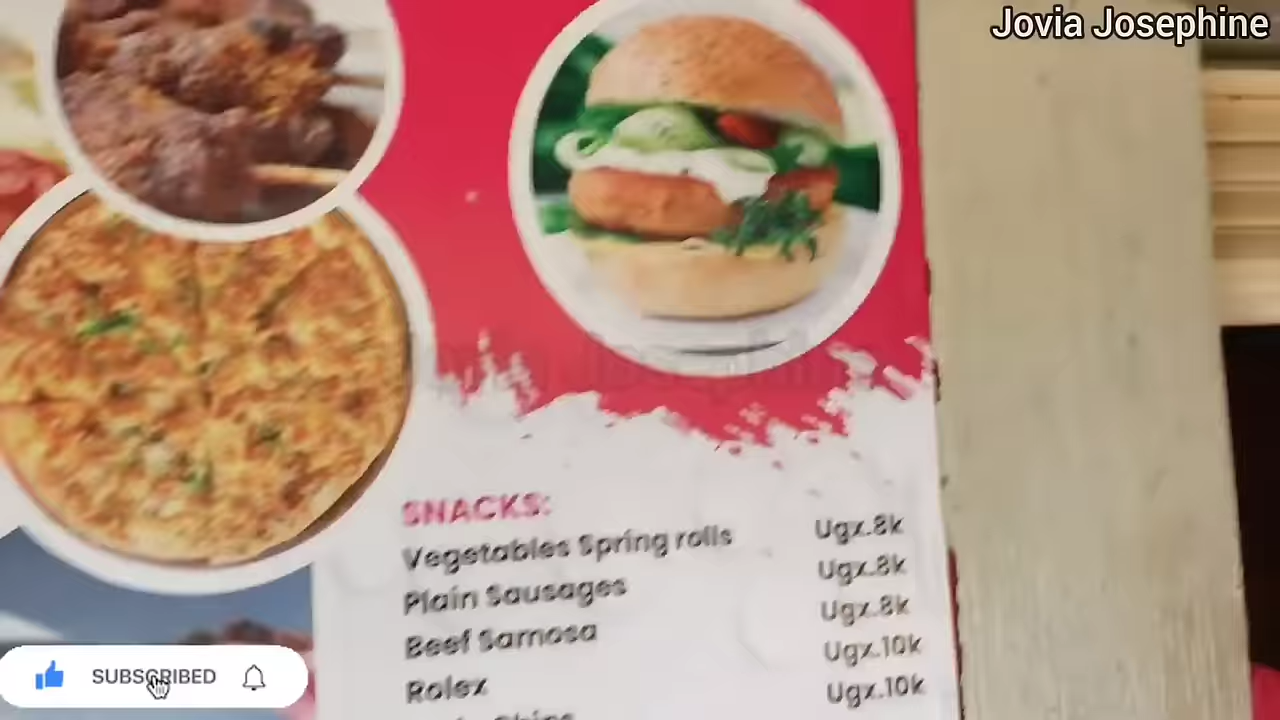 Jovia Josephine
SNACKS:
Vegetables Spring rolls Ugx.8k
Plain Sausages Ugx.8k
Beef Samosa Ugx.8k
Rolex Ugx.10k
Chips Ugx.10k
SUBSCRIBED